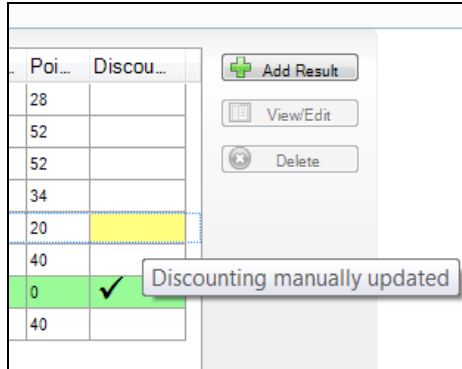 .. Poi... Discou... Add Result
28
View/Edit
52
52
Delete
34
20
40
Discounting manually updated
0 ✓
40